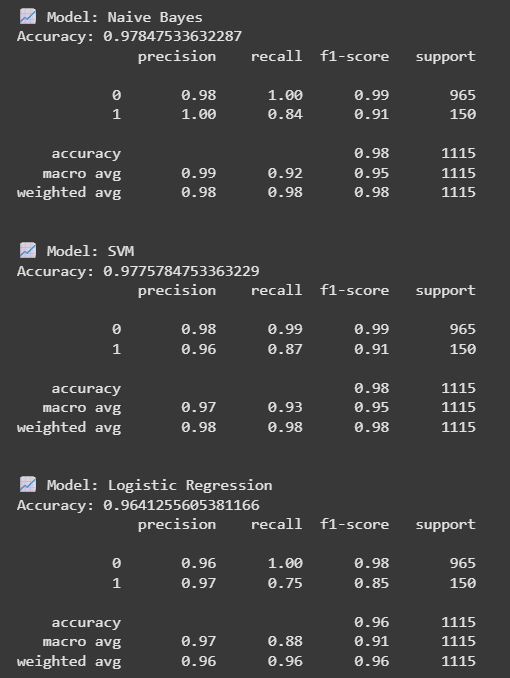 Model: Naive Bayes
Accuracy: 0.97847533632287
precision recall f1-score support
0 0.98 1.00 0.99 965
1 1.00 0.84 0.91 150
accuracy 0.98 1115
macro avg 0.99 0.92 0.95 1115
weighted avg 0.98 0.98 0.98 1115
Model: SVM
Accuracy: 0.9775784753363229
precision recall f1-score support
0 0.98 0.99 0.99 965
1 0.96 0.87 0.91 150
accuracy 0.98 1115
macro avg 0.97 0.93 0.95 1115
weighted avg 0.98 0.98 0.98 1115
Model: Logistic Regression
Accuracy: 0.9641255605381166
precision recall f1-score support
0 0.96 1.00 0.98 965
1 0.97 0.75 0.85 150
accuracy 0.96 1115
macro avg 0.97 0.88 0.91 1115
weighted avg 0.96 0.96 0.96 1115